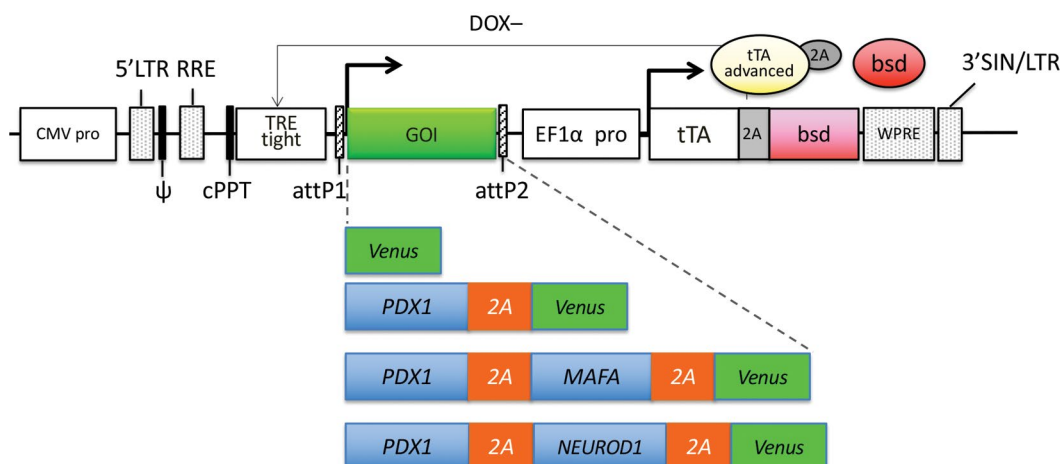 DOX–
tTA
advanced
2A
bsd
5'LTR RRE
3'SIN/LTR
CMV pro
TRE
tight
GOI
EF1α pro
tTA
2A
bsd
WPRE
ψ
cPPT
attP1
attP2
Venus
PDX1 2A Venus
PDX1 2A MAFA 2A Venus
PDX1 2A NEUROD1 2A Venus